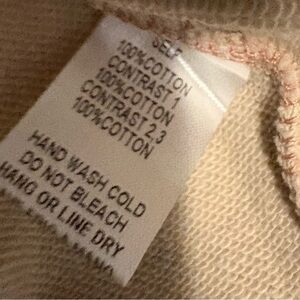 SELF
100%COTTON
CONTRAST 1
100%COTTON
CONTRAST 2,3
100%COTTON
HAND WASH COLD
DO NOT BLEACH
HANG OR LINE DRY